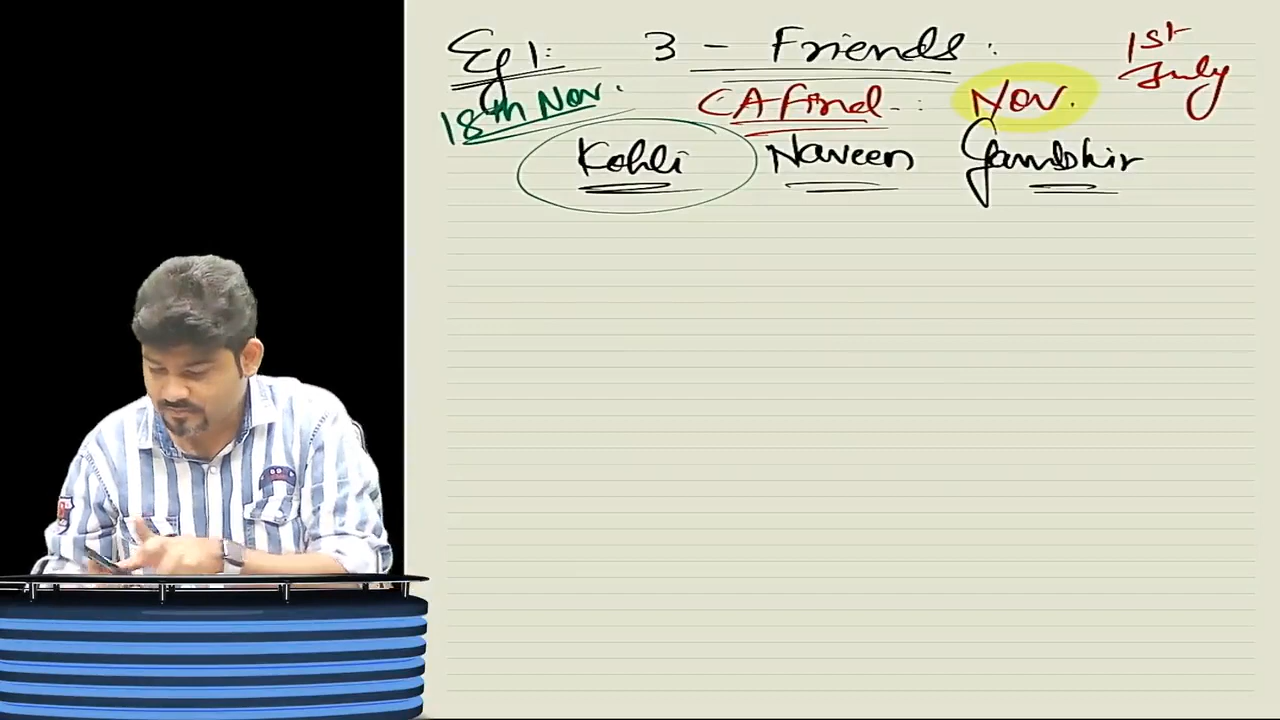 Eg 1: 3 - Friends:
1st July
18th Nov. CA Final : Nov.
Kohli Naveen Gambhir